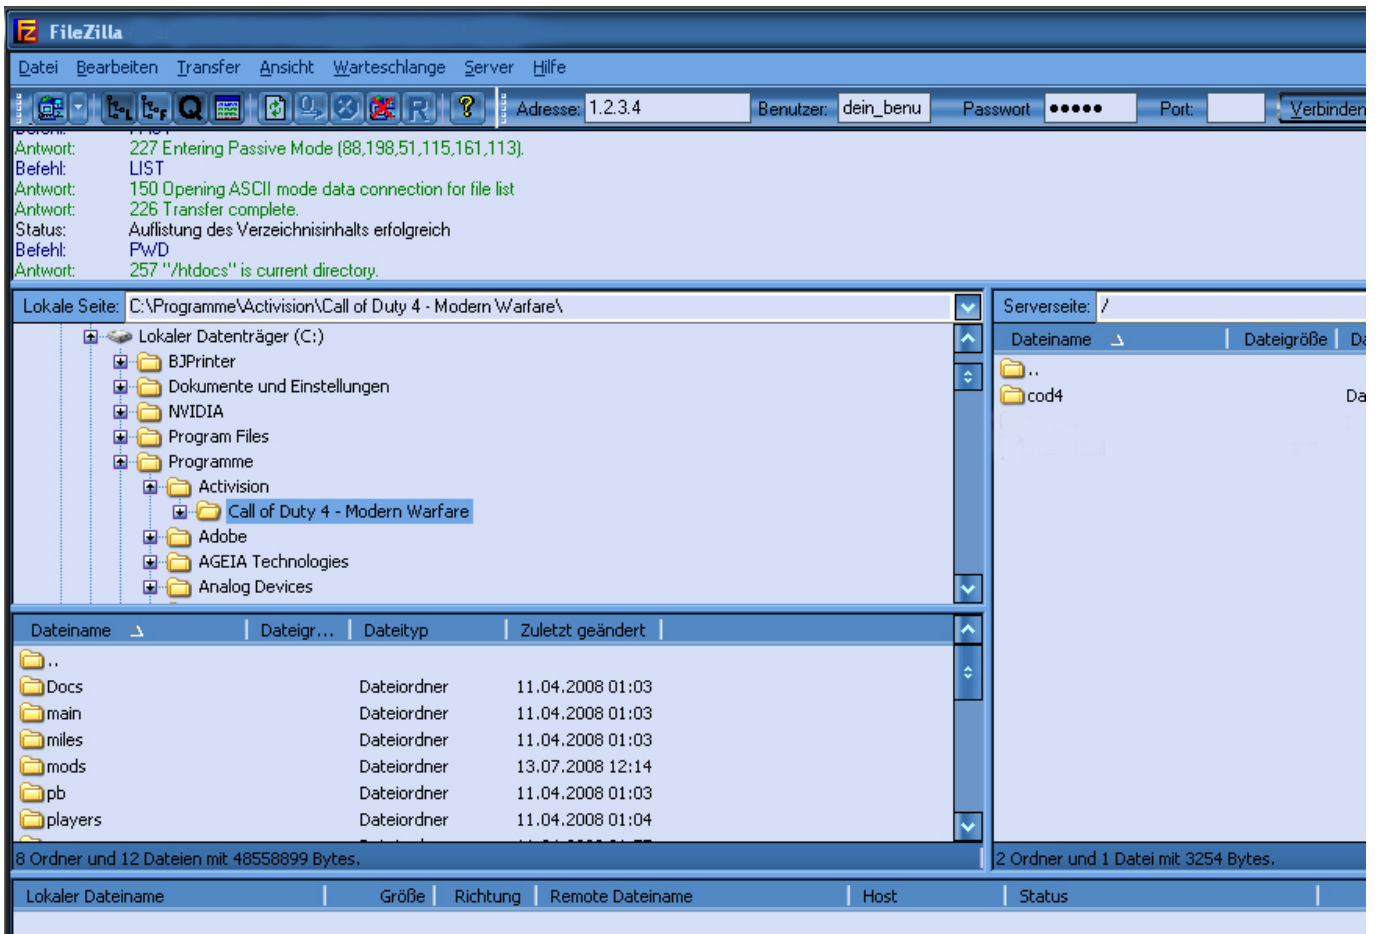 FileZilla
Datei Bearbeiten Transfer Ansicht Warteschlange Server Hilfe
Adresse: 1.2.3.4 Benutzer: dein_benu Passwort ••••• Port: Verbinden
Antwort: 227 Entering Passive Mode (88,198,51,115,161,113).
Befehl: LIST
Antwort: 150 Opening ASCII mode data connection for file list
Antwort: 226 Transfer complete.
Status: Auflistung des Verzeichnisinhalts erfolgreich
Befehl: PWD
Antwort: 257 "/htdocs" is current directory.
Lokale Seite: C:\Programme\Activision\Call of Duty 4 - Modern Warfare\
Lokaler Datenträger (C:)
BJPrinter
Dokumente und Einstellungen
NVIDIA
Program Files
Programme
Activision
Call of Duty 4 - Modern Warfare
Adobe
AGEIA Technologies
Analog Devices
Serverseite: /
Dateiname Dateigröße Da
..
cod4 Da
Dateiname Dateigr... Dateityp Zuletzt geändert
..
Docs Dateiordner 11.04.2008 01:03
main Dateiordner 11.04.2008 01:03
miles Dateiordner 11.04.2008 01:03
mods Dateiordner 13.07.2008 12:14
pb Dateiordner 11.04.2008 01:03
players Dateiordner 11.04.2008 01:04
8 Ordner und 12 Dateien mit 48558899 Bytes.
2 Ordner und 1 Datei mit 3254 Bytes.
Lokaler Dateiname Größe Richtung Remote Dateiname Host Status